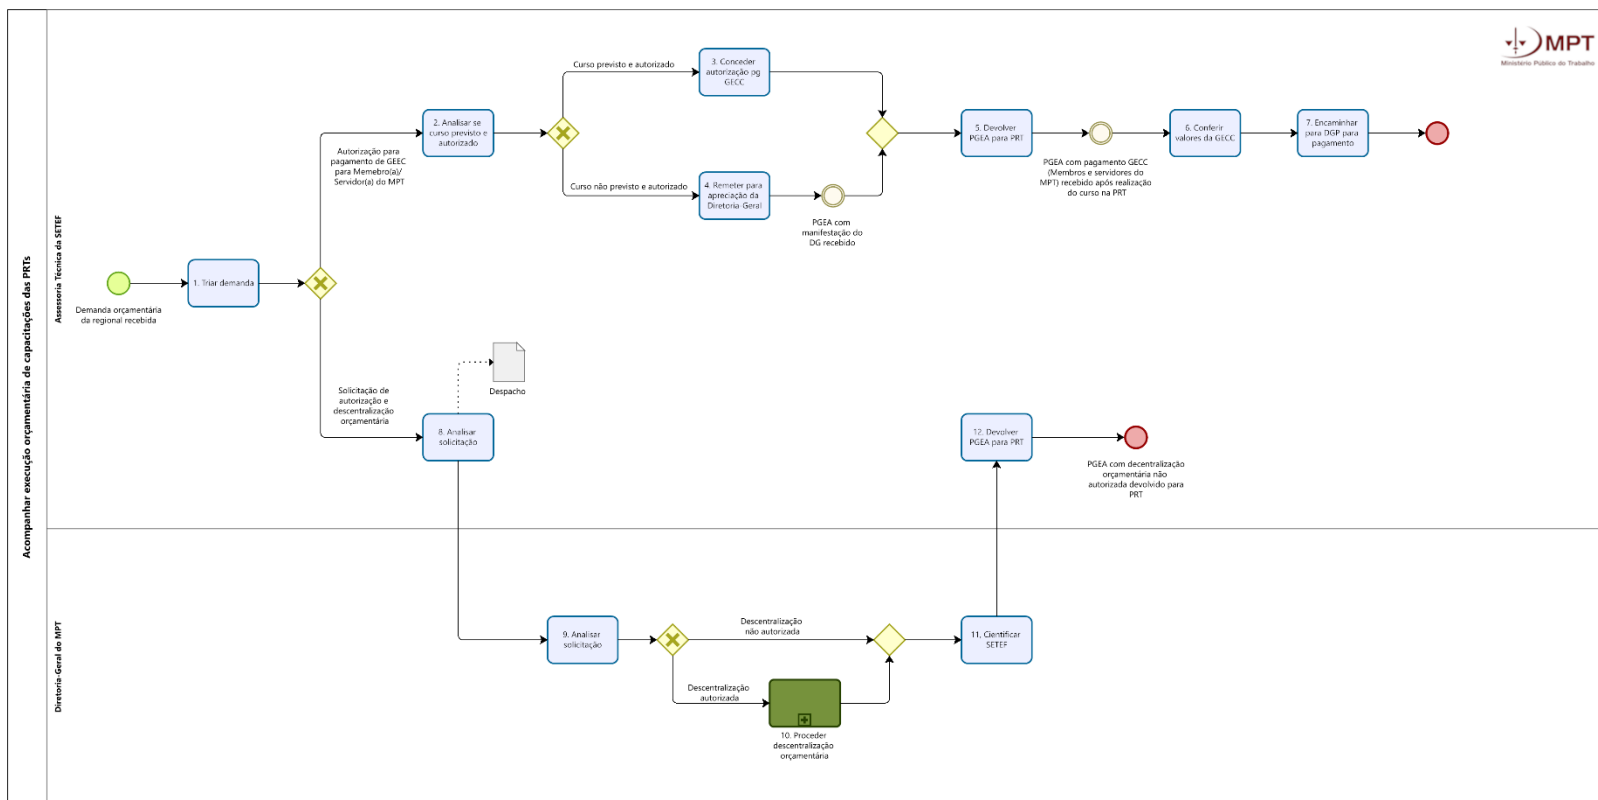 Acompanhar execução orçamentária de capacitações das PRTs
Assessoria Técnica da SETEF
MPT
Ministério Público do Trabalho
Demanda orçamentária
da regional recebida
1. Triar demanda
Autorização para
pagamento de GEEC
para Memebro(a)/
Servidor(a) do MPT
2. Analisar se
curso previsto e
autorizado
Curso previsto e autorizado
3. Conceder
autorização pg
GECC
Curso não previsto e autorizado
4. Remeter para
apreciação da
Diretoria Geral
PGEA com
manifestação do
DG recebido
5. Devolver
PGEA para PRT
PGEA com pagamento GECC
(Membros e servidores do
MPT) recebido após realização
do curso na PRT
6. Conferir
valores da GECC
7. Encaminhar
para DGP para
pagamento
Solicitação de
autorização e
descentralização
orçamentária
Despacho
8. Analisar
solicitação
12. Devolver
PGEA para PRT
PGEA com decentralização
orçamentária não
autorizada devolvido para
PRT
Diretoria-Geral do MPT
9. Analisar
solicitação
Descentralização
não autorizada
Descentralização
autorizada
10. Proceder
descentralização
orçamentária
11, Cientificar
SETEF